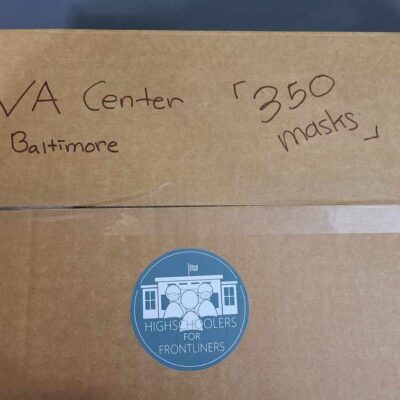 VA Center
Baltimore
「350
masks」
HIGHSCHOOLERS
FOR
FRONTLINERS